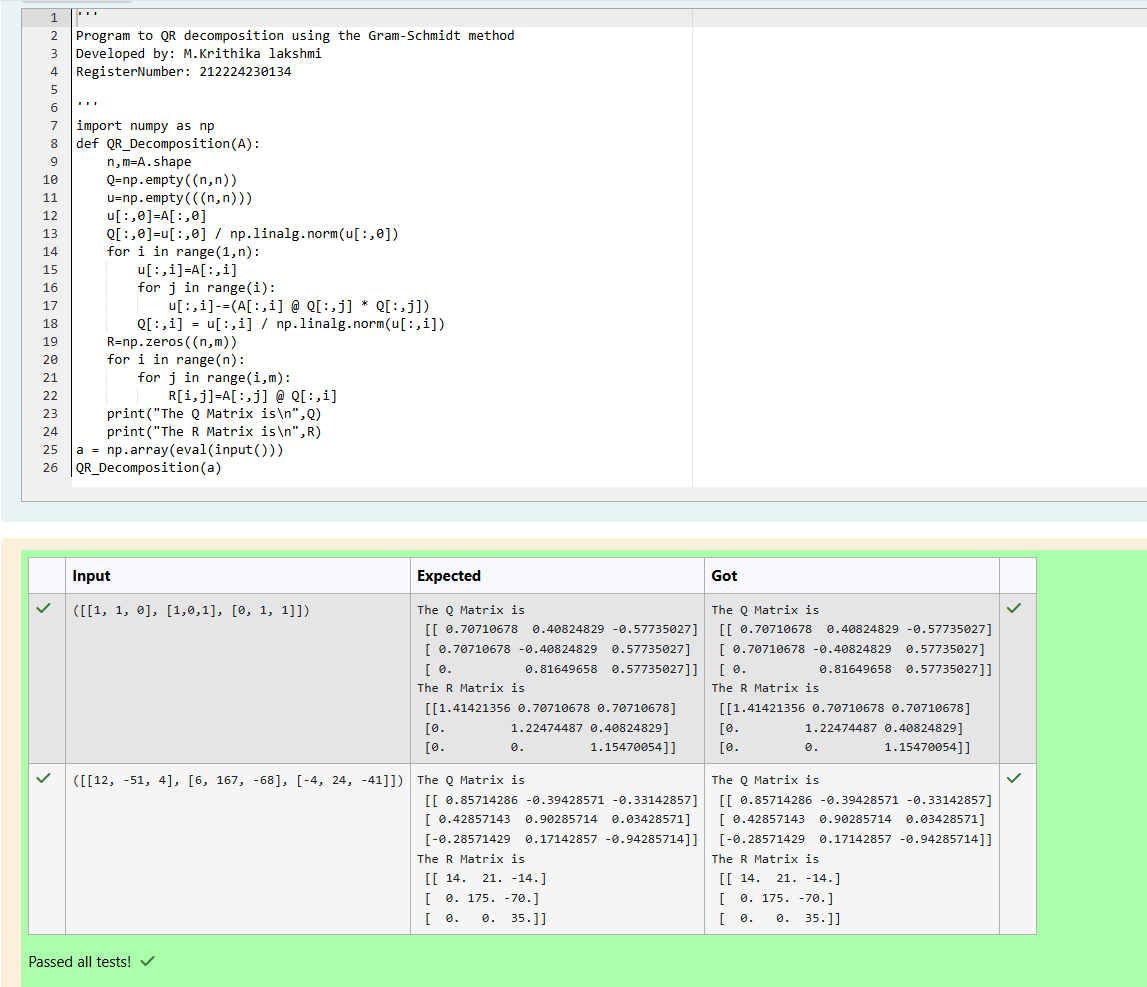 1 '''
2 Program to QR decomposition using the Gram-Schmidt method
3 Developed by: M.Krithika lakshmi
4 RegisterNumber: 212224230134
5
6 '''
7 import numpy as np
8 def QR_Decomposition(A):
9     n,m=A.shape
10     Q=np.empty((n,n))
11     u=np.empty(((n,n)))
12     u[:,0]=A[:,0]
13     Q[:,0]=u[:,0] / np.linalg.norm(u[:,0])
14     for i in range(1,n):
15         u[:,i]=A[:,i]
16         for j in range(i):
17             u[:,i]-=(A[:,i] @ Q[:,j] * Q[:,j])
18         Q[:,i] = u[:,i] / np.linalg.norm(u[:,i])
19     R=np.zeros((n,m))
20     for i in range(n):
21         for j in range(i,m):
22             R[i,j]=A[:,j] @ Q[:,i]
23     print("The Q Matrix is\n",Q)
24     print("The R Matrix is\n",R)
25 a = np.array(eval(input()))
26 QR_Decomposition(a)
Input Expected Got
([[1, 1, 0], [1,0,1], [0, 1, 1]]) The Q Matrix is The Q Matrix is
[[ 0.70710678  0.40824829 -0.57735027] [[ 0.70710678  0.40824829 -0.57735027]
[ 0.70710678 -0.40824829  0.57735027] [ 0.70710678 -0.40824829  0.57735027]
[ 0.          0.81649658  0.57735027]] [ 0.          0.81649658  0.57735027]]
The R Matrix is The R Matrix is
[[1.41421356 0.70710678 0.70710678] [[1.41421356 0.70710678 0.70710678]
[0.         1.22474487 0.40824829] [0.         1.22474487 0.40824829]
[0.         0.         1.15470054]] [0.         0.         1.15470054]]
([[12, -51, 4], [6, 167, -68], [-4, 24, -41]]) The Q Matrix is The Q Matrix is
[[ 0.85714286 -0.39428571 -0.33142857] [[ 0.85714286 -0.39428571 -0.33142857]
[ 0.42857143  0.90285714  0.03428571] [ 0.42857143  0.90285714  0.03428571]
[-0.28571429  0.17142857 -0.94285714]] [-0.28571429  0.17142857 -0.94285714]]
The R Matrix is The R Matrix is
[[ 14.  21. -14.] [[ 14.  21. -14.]
[  0. 175. -70.] [  0. 175. -70.]
[  0.   0.  35.]] [  0.   0.  35.]]
Passed all tests!